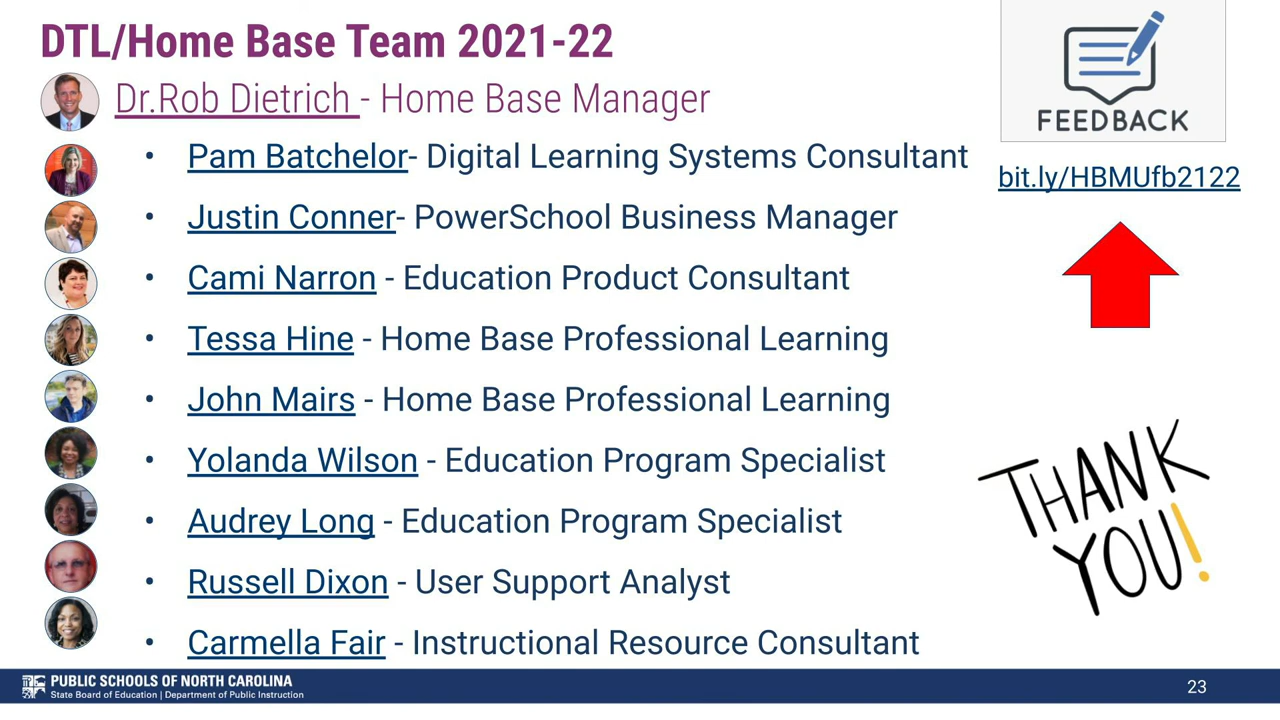 DTL/Home Base Team 2021-22
Dr.Rob Dietrich - Home Base Manager
• Pam Batchelor- Digital Learning Systems Consultant
• Justin Conner- PowerSchool Business Manager
• Cami Narron - Education Product Consultant
• Tessa Hine - Home Base Professional Learning
• John Mairs - Home Base Professional Learning
• Yolanda Wilson - Education Program Specialist
• Audrey Long - Education Program Specialist
• Russell Dixon - User Support Analyst
• Carmella Fair - Instructional Resource Consultant
FEEDBACK
bit.ly/HBMUfb2122
THANK
YOU!
PUBLIC SCHOOLS OF NORTH CAROLINA
State Board of Education | Department of Public Instruction
23